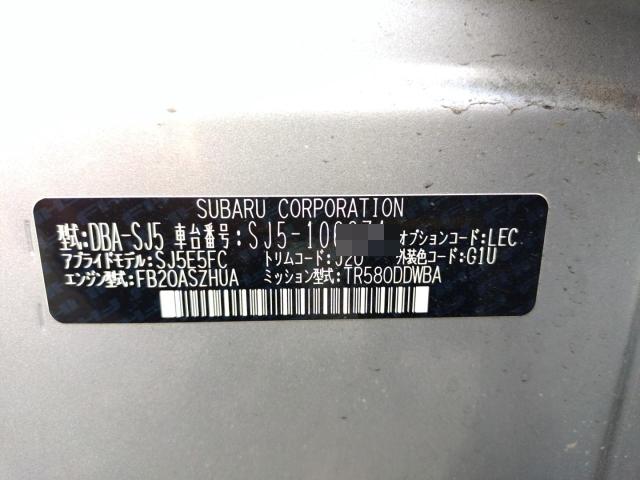 SUBARU CORPORATION
型式:DBA-SJ5 車台番号:SJ5-10 オプションコード:LEC
アプライドモデル:SJ5E5FC トリムコード:J20 外装色コード:G1U
エンジン型式:FB20ASZHUA ミッション型式:TR580DDWBA